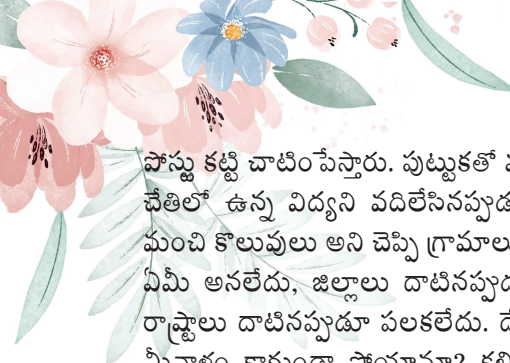 పోస్టు కట్టి చాటింపేస్తారు. పుట్టుకతో
చేతిలో ఉన్న విద్యని వదిలేసినప్పుడు
మంచి కొలువులు అని చెప్పి గ్రామాలు
ఏమీ అనలేదు, జిల్లాలు దాటినప్పుడ
రాష్ట్రాలు దాటినప్పుడూ పలకలేదు.